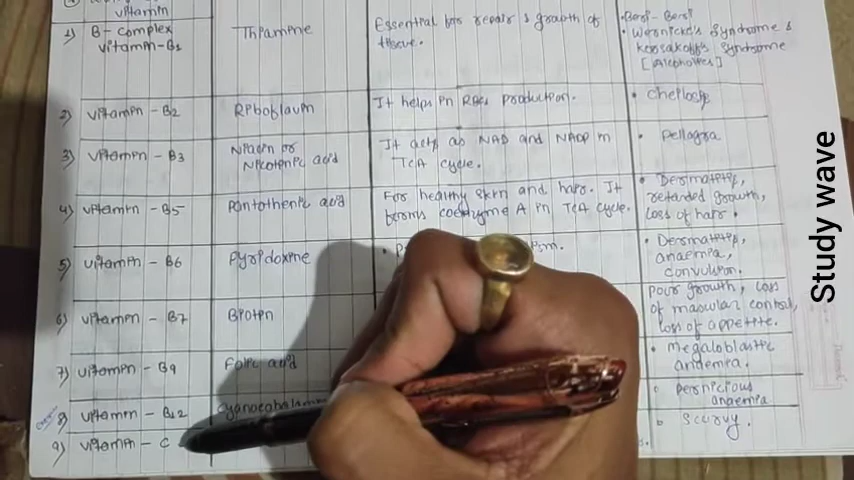 vitamin
1) B- complex Thiamine Essential for repair & growth of • Beri-Beri
vitamin-B1 tissue. • Wernicke's syndrome &
korsakoff's syndrome
[Alcoholics]
2) vitamin - B2 Riboflavin It helps in RBCs production. •
3) vitamin - B3 Niacin or It acts as NAD and NADP in • pellagra
Nicotinic acid TCA cycle.
4) vitamin - B5 pantothenic acid For healthy skin and hair. It • Dermatitis,
forms coenzyme A in TCA cycle. retarded growth,
loss of hair.
5) vitamin - B6 pyridoxine • Dermatitis,
anaemia,
convulsion.
6) vitamin - B7 Biotin poor growth, loss
of mascular control,
loss of appetite.
7) vitamin - B9 Folic acid • megaloblastic
8) vitamin - B12 • pernicious
anaemia
9) vitamin - C • scurvy.
Study wave